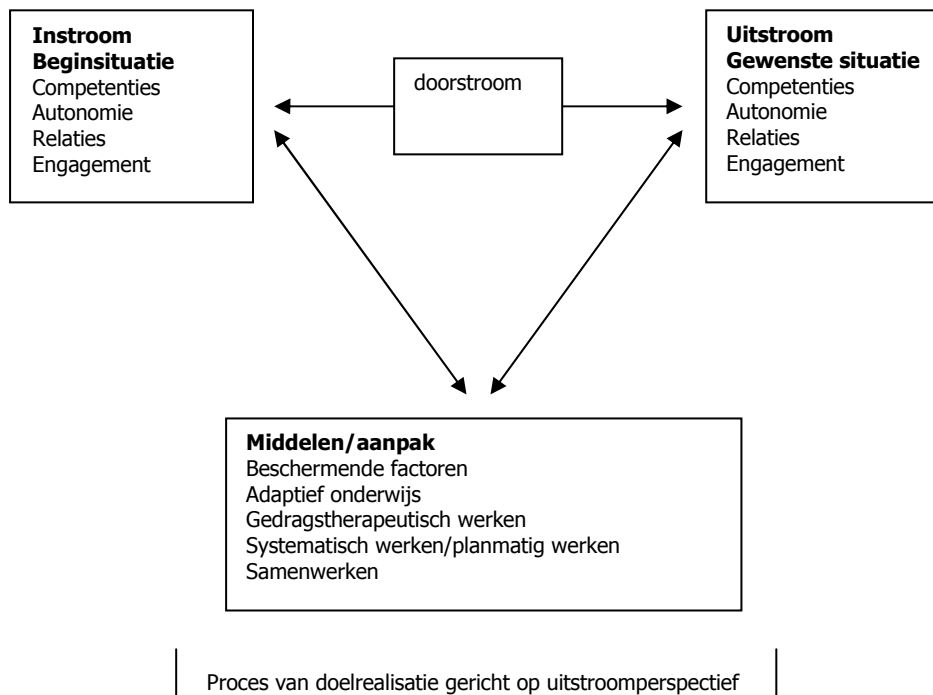 Instroom
Beginsituatie
Competenties
Autonomie
Relaties
Engagement
doorstroom
Uitstroom
Gewenste situatie
Competenties
Autonomie
Relaties
Engagement
Middelen/aanpak
Beschermende factoren
Adaptief onderwijs
Gedragstherapeutisch werken
Systematisch werken/planmatig werken
Samenwerken
Proces van doelrealisatie gericht op uitstroomperspectief